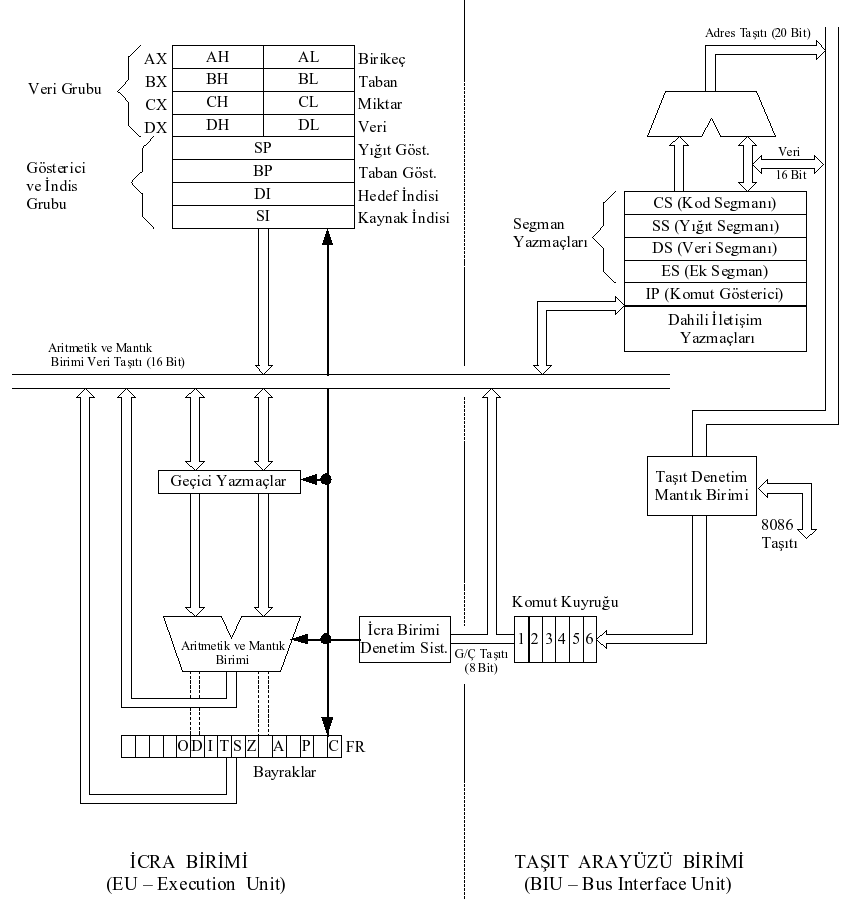 Adres Taşıtı (20 Bit)
AX AH AL Birikeç
BX BH BL Taban
CX CH CL Miktar
DX DH DL Veri
Veri Grubu
SP Yığıt Göst.
BP Taban Göst.
DI Hedef İndisi
SI Kaynak İndisi
Gösterici
ve İndis
Grubu
Veri
16 Bit
Segman
Yazmaçları
CS (Kod Segmanı)
SS (Yığıt Segmanı)
DS (Veri Segmanı)
ES (Ek Segman)
IP (Komut Gösterici)
Dahili İletişim
Yazmaçları
Aritmetik ve Mantık
Birimi Veri Taşıtı (16 Bit)
Geçici Yazmaçlar
Taşıt Denetim
Mantık Birimi
8086
Taşıtı
Komut Kuyruğu
1 2 3 4 5 6
İcra Birimi
Denetim Sist.
G/Ç Taşıtı
(8 Bit)
Aritmetik ve Mantık
Birimi
O D I T S Z A P C FR
Bayraklar
İCRA BİRİMİ
(EU – Execution Unit)
TAŞIT ARAYÜZÜ BİRİMİ
(BIU – Bus Interface Unit)